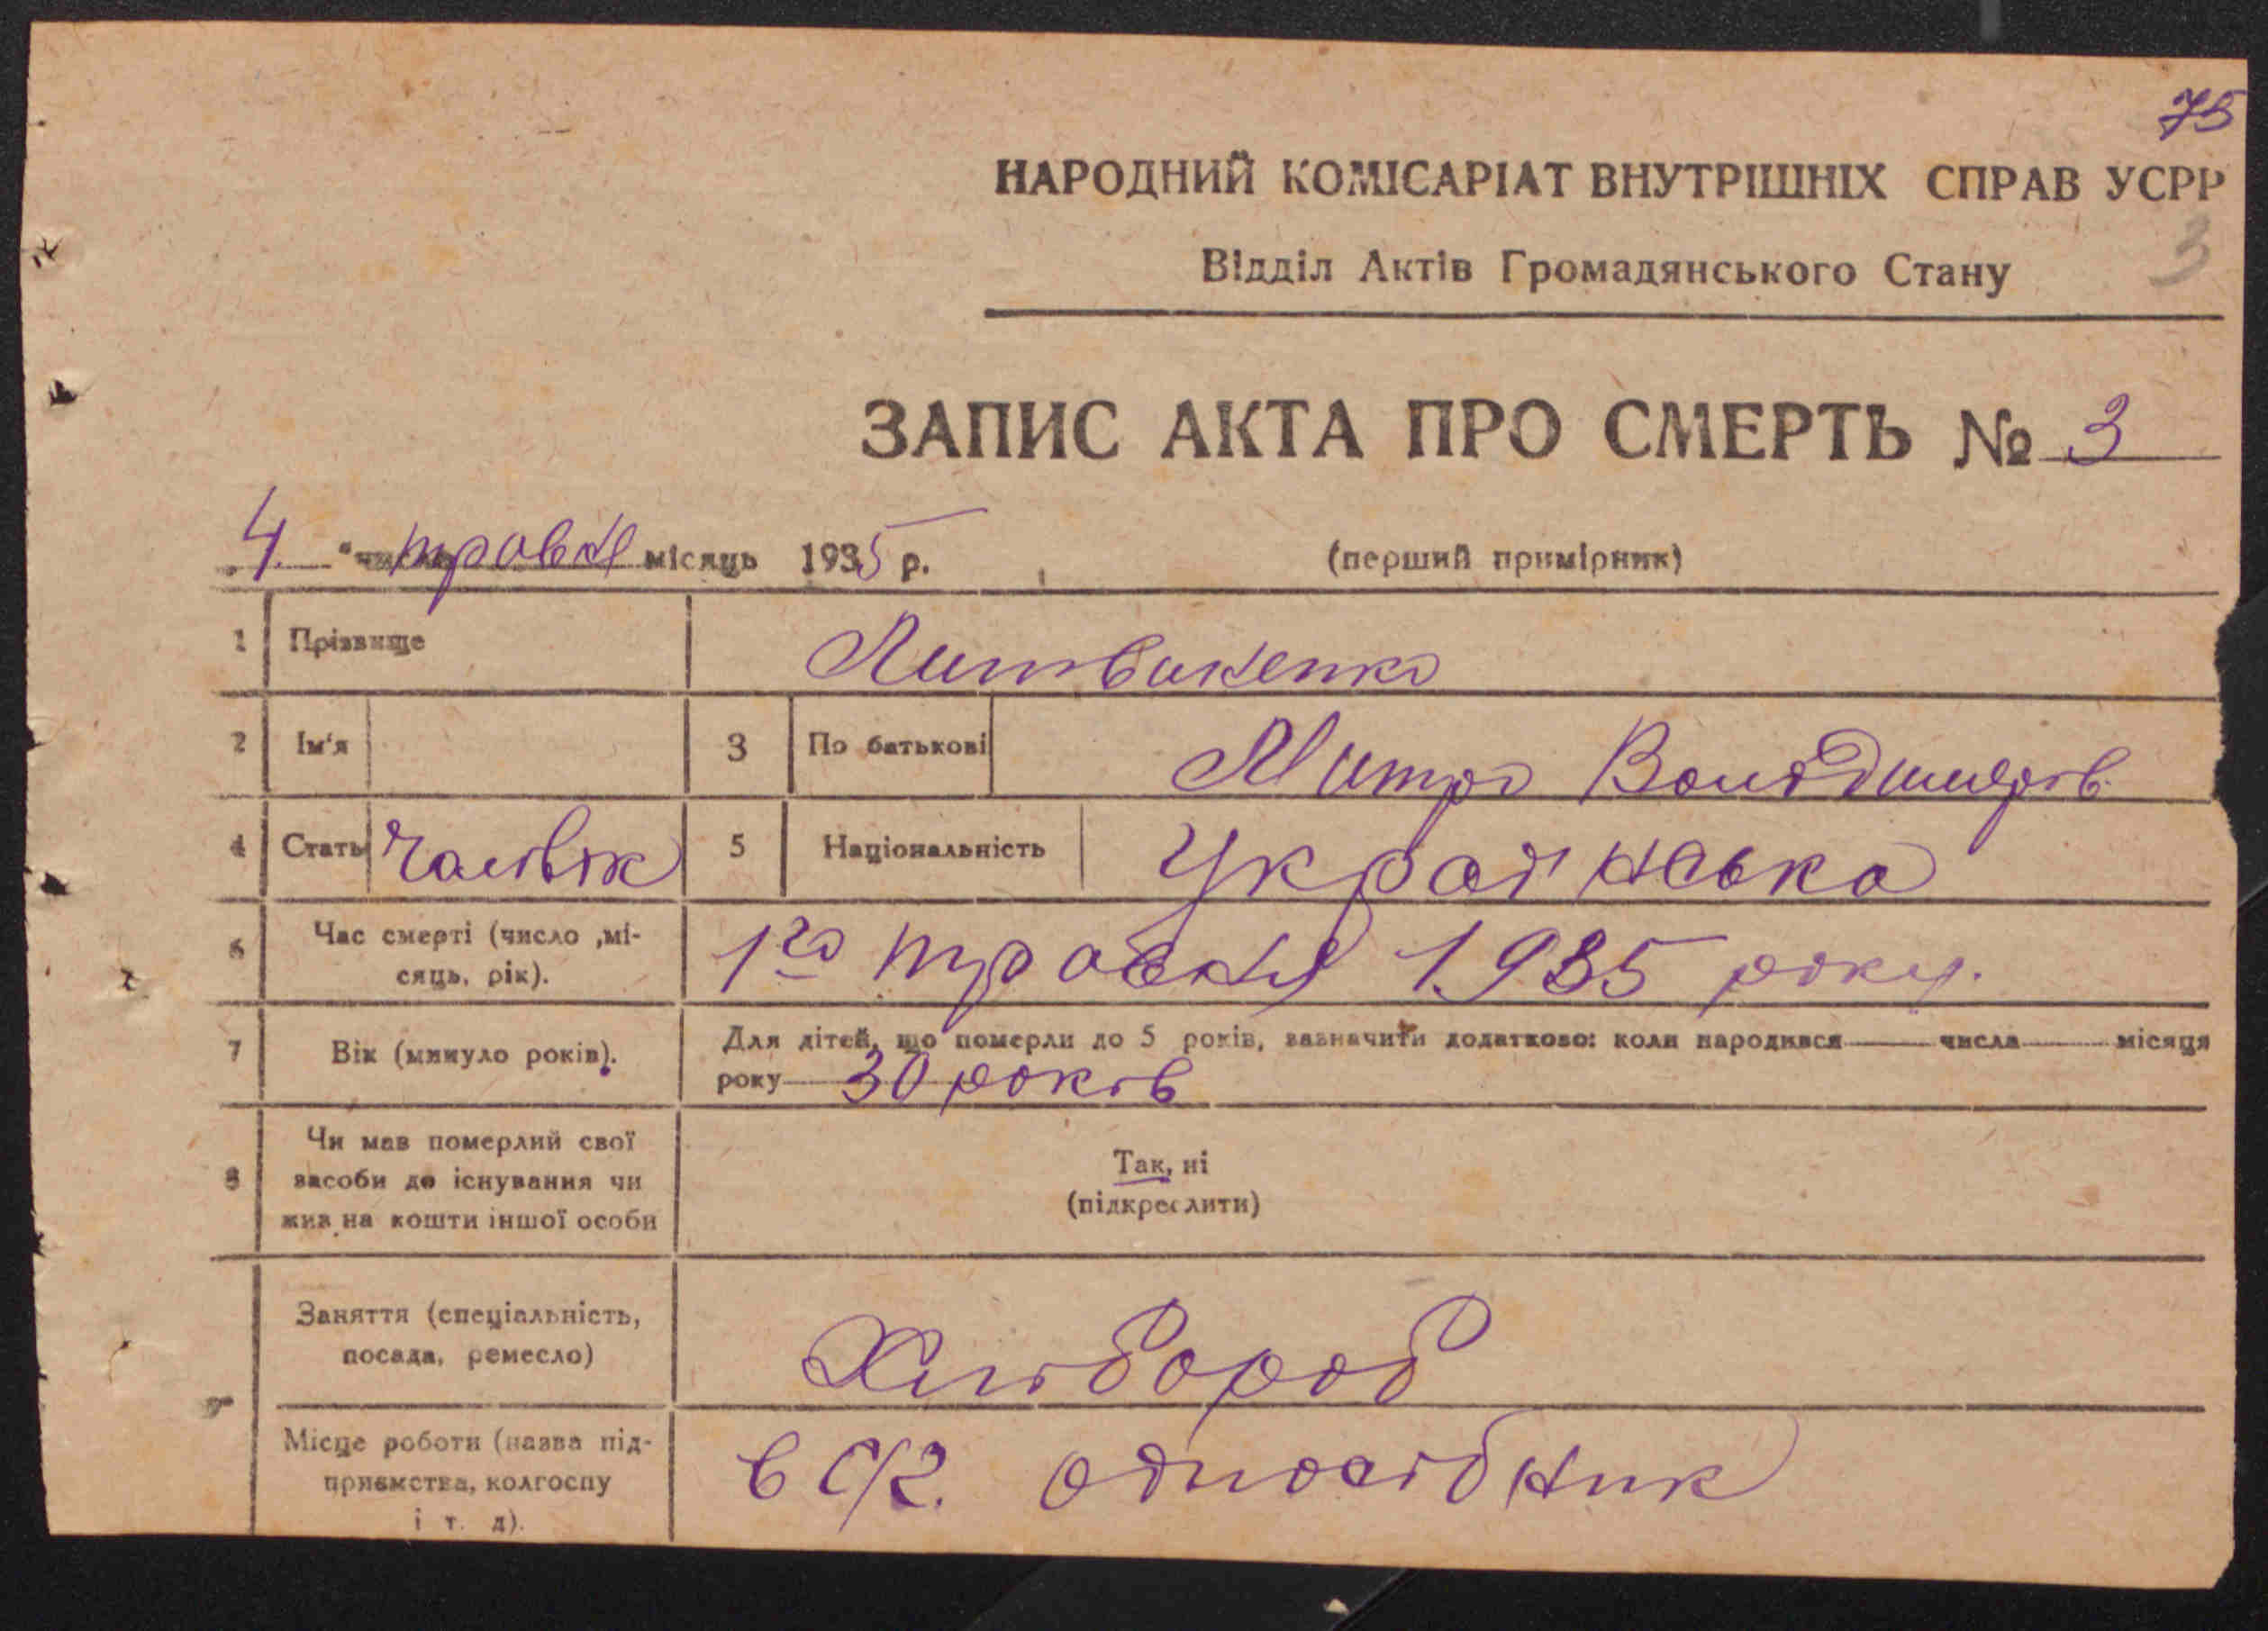 75
НАРОДНИЙ КОМІСАРІАТ ВНУТРІШНІХ СПРАВ УСРР
Відділ Актів Громадянського Стану
3
ЗАПИС АКТА ПРО СМЕРТЬ № 3
„4“ травня місяць 1935 р.
(перший примірник)
1 Прізвище Литвиненко
2 Ім'я 3 По батькові Митро Володимиров.
4 Стать Чоловік 5 Національність Українська
6 Час смерті (число ,місяць, рік). 1го травня 1935 року.
7 Вік (минуло років). Для дітей, що померли до 5 років, зазначити додатково: коли народився — числа — місяця
року 30 років
8 Чи мав померлий свої
засоби до існування чи
жив на кошти іншої особи
Так, ні
(підкреслити)
9
Заняття (спеціальність,
посада, ремесло)
Хлібороб
Місце роботи (назва під-
приємства, колгоспу
і т. д).
в с/г. одноосібник